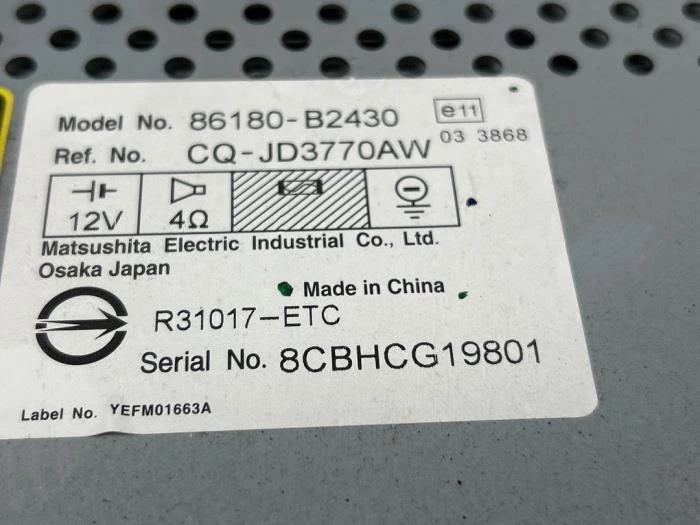 Model No. 86180-B2430
e11
Ref. No. CQ-JD3770AW
03 3868
12V
4Ω
Matsushita Electric Industrial Co., Ltd.
Osaka Japan
Made in China
R31017-ETC
Serial No. 8CBHCG19801
Label No. YEFM01663A